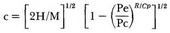 c = [2H/M]^{1/2} [1 − (Pe/Pc)^{R/Cp}]^{1/2}